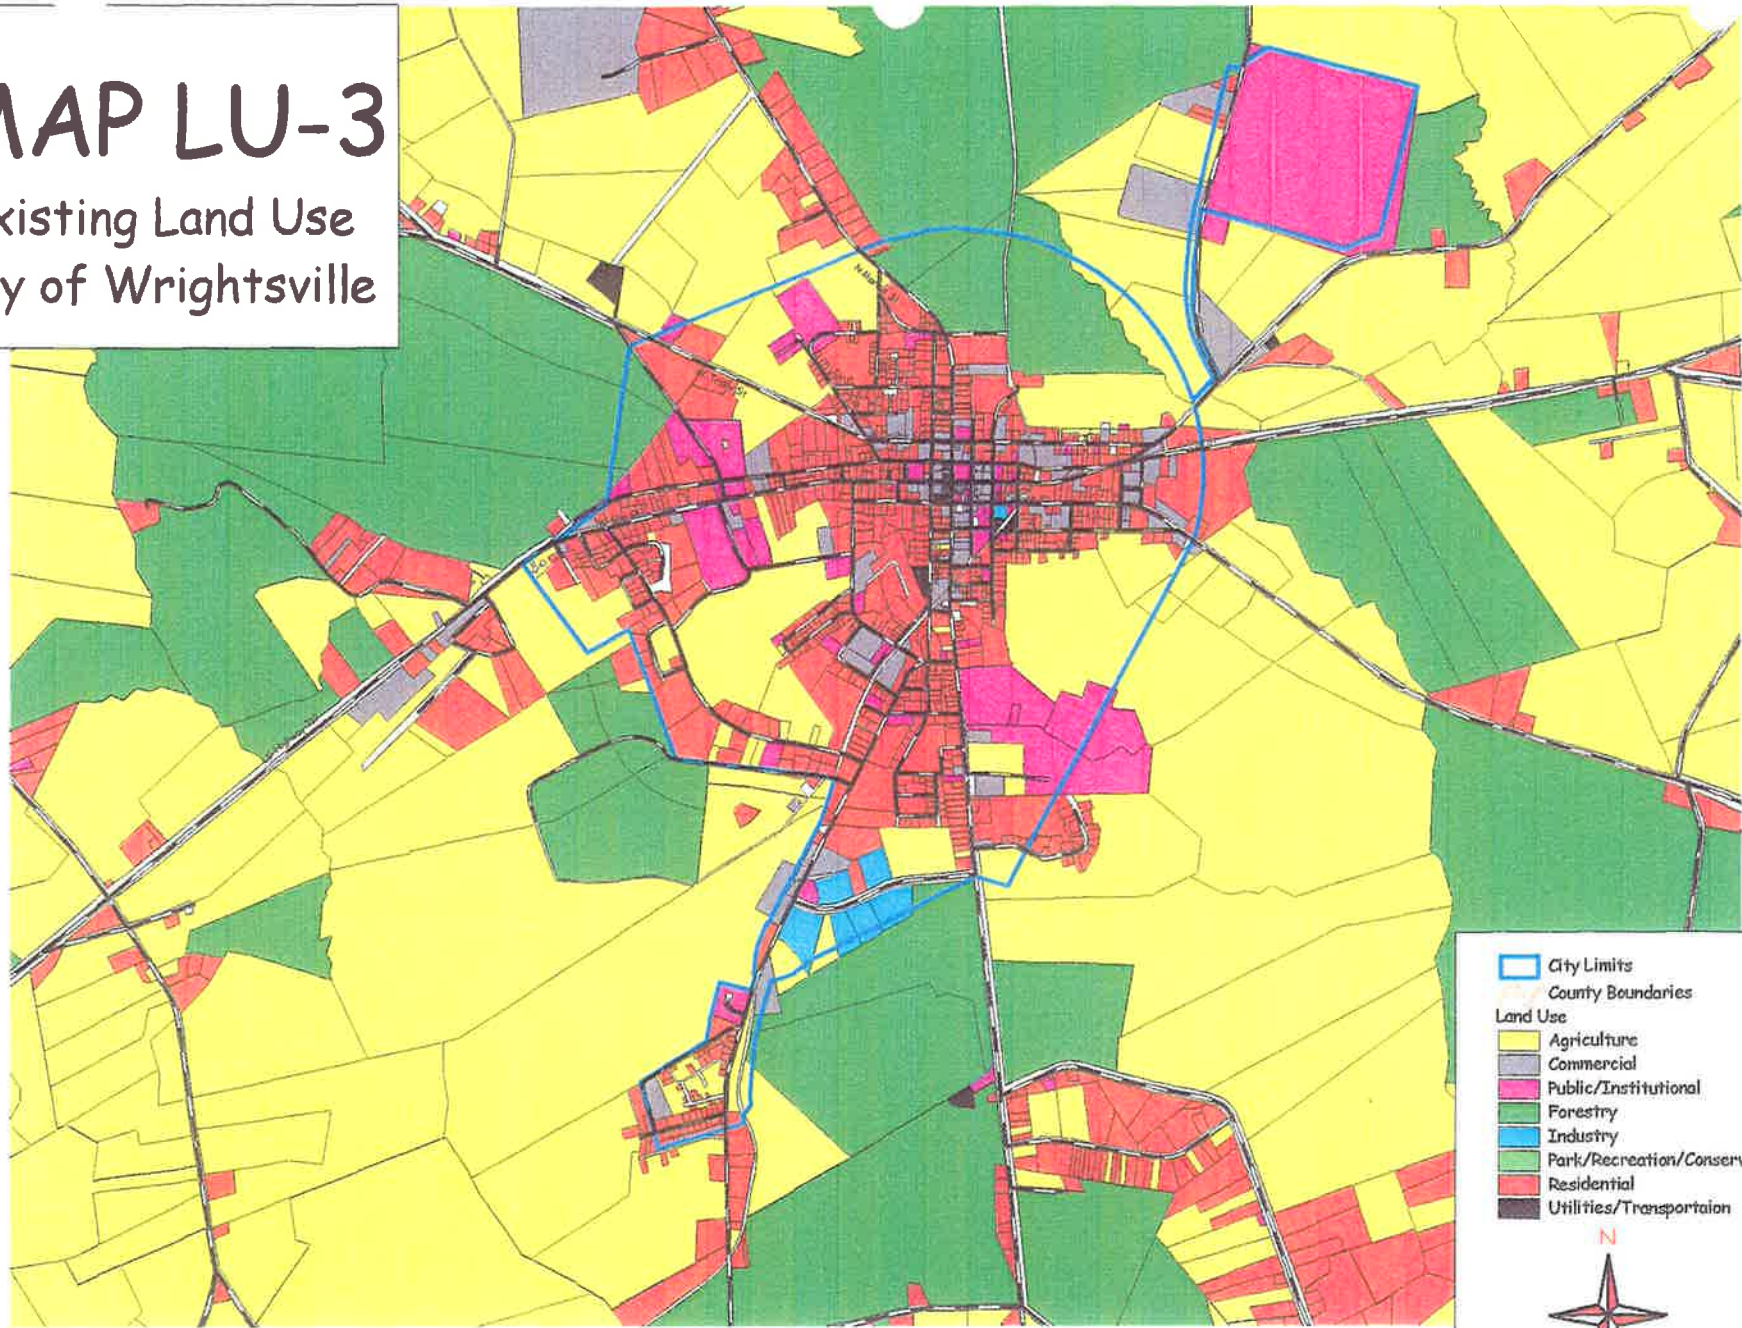 MAP LU-3
xisting Land Use
y of Wrightsville
City Limits
County Boundaries
Land Use
Agriculture
Commercial
Public/Institutional
Forestry
Industry
Park/Recreation/Conserv
Residential
Utilities/Transportaion
N